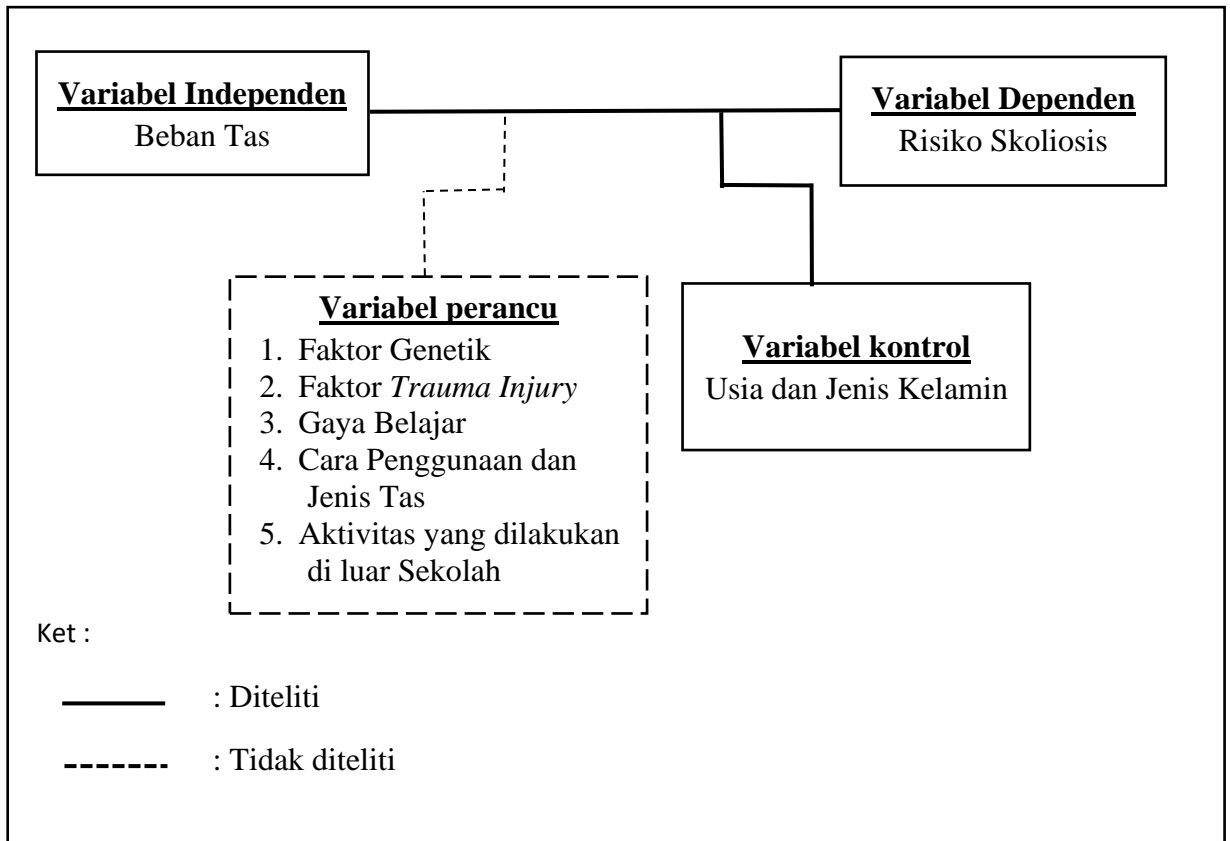 Variabel Independen
Beban Tas
Variabel Dependen
Risiko Skoliosis
Variabel perancu
1. Faktor Genetik
2. Faktor Trauma Injury
3. Gaya Belajar
4. Cara Penggunaan dan
Jenis Tas
5. Aktivitas yang dilakukan
di luar Sekolah
Variabel kontrol
Usia dan Jenis Kelamin
Ket :
: Diteliti
: Tidak diteliti